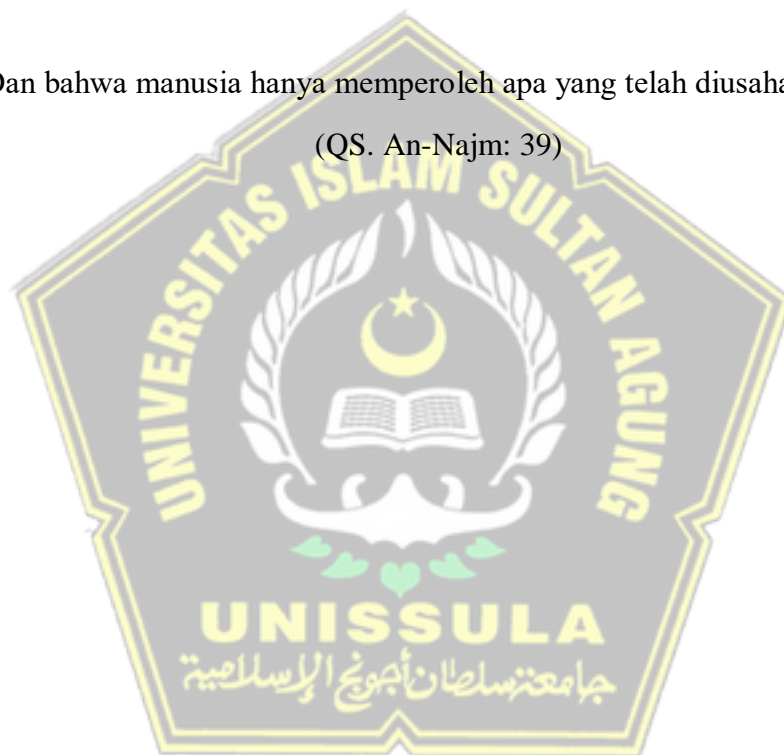 Dan bahwa manusia hanya memperoleh apa yang telah diusaha
(QS. An-Najm: 39)
UNIVERSITAS ISLAM SULTAN AGUNG
UNISSULA
جامعة سلطان أجونج الإسلامية